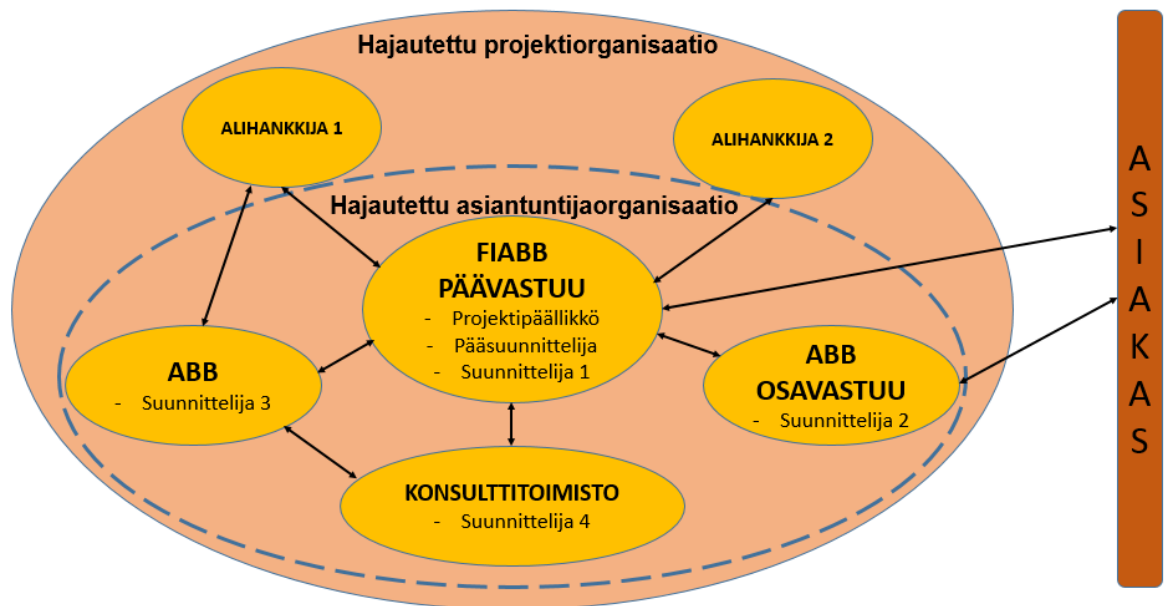 Hajautettu projektiorganisaatio
ALIHANKKIJA 1
ALIHANKKIJA 2
Hajautettu asiantuntijaorganisaatio
FIABB
PÄÄVASTUU
- Projektipäällikkö
- Pääsuunnittelija
- Suunnittelija 1
ABB
- Suunnittelija 3
ABB
OSAVASTUU
- Suunnittelija 2
KONSULTTITOIMISTO
- Suunnittelija 4
A
S
I
A
K
A
S